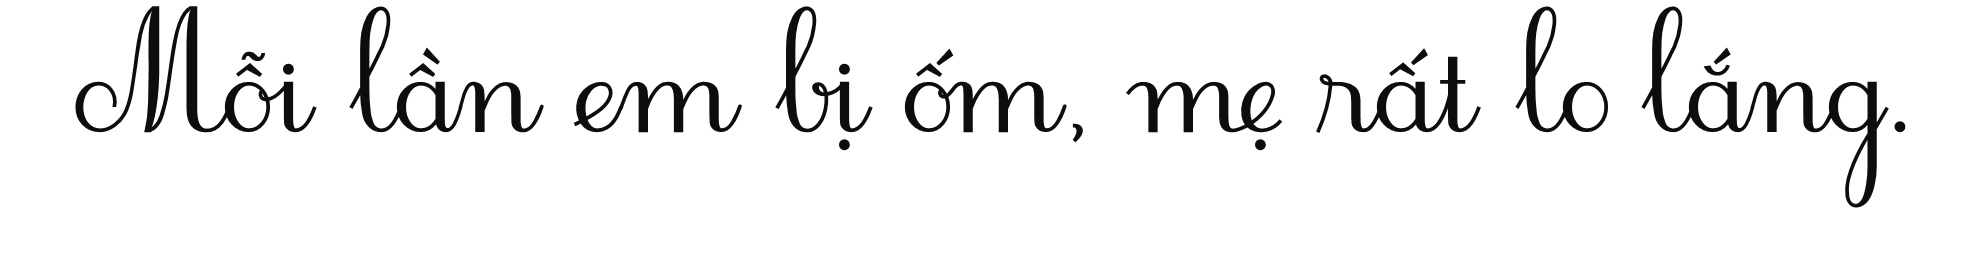 Mỗi lần em bị ốm, mẹ rất lo lắng.